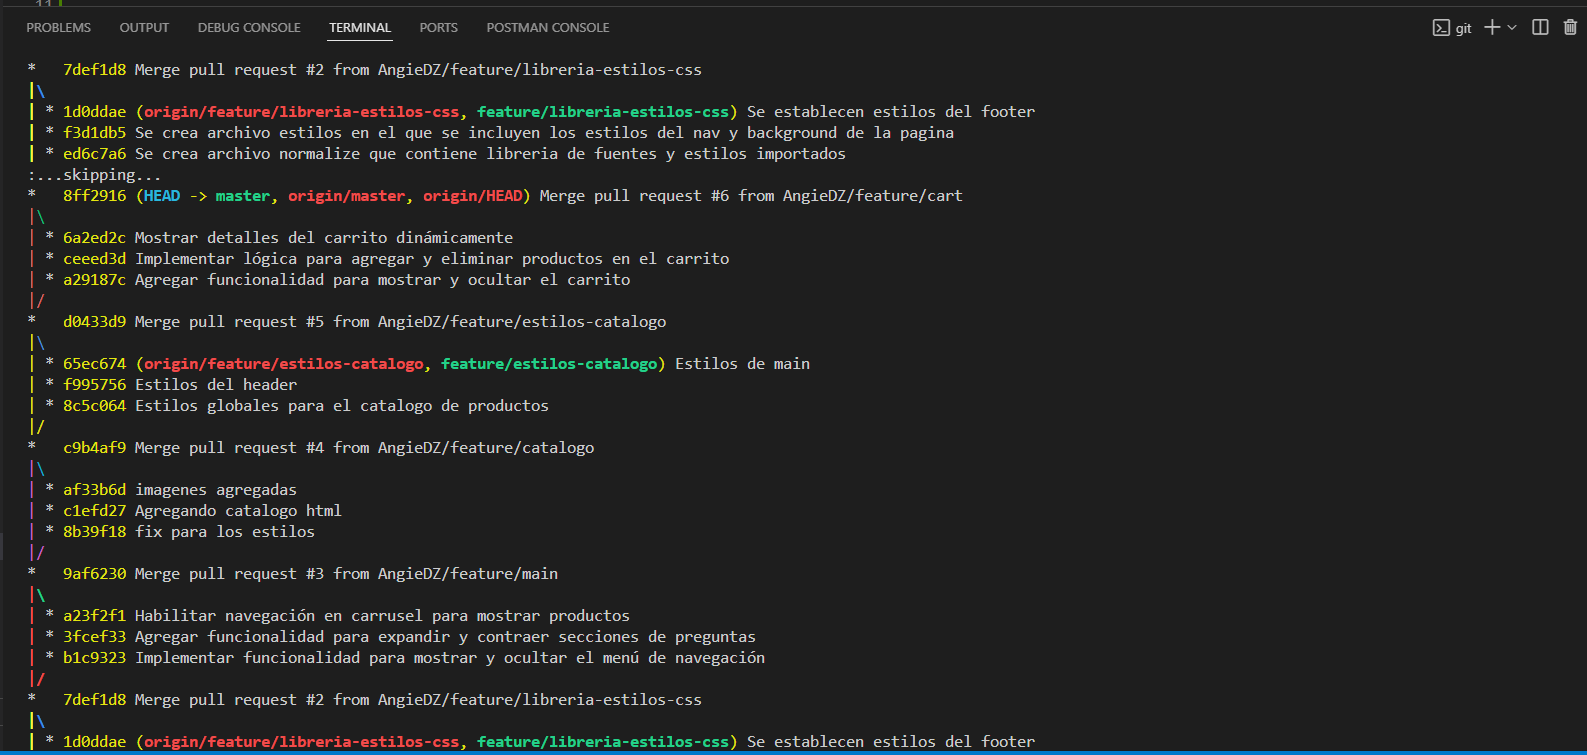 11
PROBLEMS OUTPUT DEBUG CONSOLE TERMINAL PORTS POSTMAN CONSOLE git
* 7def1d8 Merge pull request #2 from AngieDZ/feature/libreria-estilos-css
|\
| * 1d0ddae (origin/feature/libreria-estilos-css, feature/libreria-estilos-css) Se establecen estilos del footer
| * f3d1db5 Se crea archivo estilos en el que se incluyen los estilos del nav y background de la pagina
| * ed6c7a6 Se crea archivo normalize que contiene libreria de fuentes y estilos importados
:...skipping...
* 8ff2916 (HEAD -> master, origin/master, origin/HEAD) Merge pull request #6 from AngieDZ/feature/cart
|\
| * 6a2ed2c Mostrar detalles del carrito dinámicamente
| * ceeed3d Implementar lógica para agregar y eliminar productos en el carrito
| * a29187c Agregar funcionalidad para mostrar y ocultar el carrito
|/
* d0433d9 Merge pull request #5 from AngieDZ/feature/estilos-catalogo
|\
| * 65ec674 (origin/feature/estilos-catalogo, feature/estilos-catalogo) Estilos de main
| * f995756 Estilos del header
| * 8c5c064 Estilos globales para el catalogo de productos
|/
* c9b4af9 Merge pull request #4 from AngieDZ/feature/catalogo
|\
| * af33b6d imagenes agregadas
| * c1efd27 Agregando catalogo html
| * 8b39f18 fix para los estilos
|/
* 9af6230 Merge pull request #3 from AngieDZ/feature/main
|\
| * a23f2f1 Habilitar navegación en carrusel para mostrar productos
| * 3fcef33 Agregar funcionalidad para expandir y contraer secciones de preguntas
| * b1c9323 Implementar funcionalidad para mostrar y ocultar el menú de navegación
|/
* 7def1d8 Merge pull request #2 from AngieDZ/feature/libreria-estilos-css
|\
| * 1d0ddae (origin/feature/libreria-estilos-css, feature/libreria-estilos-css) Se establecen estilos del footer